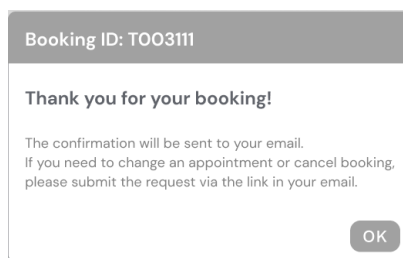 Booking ID: T003111
Thank you for your booking!
The confirmation will be sent to your email.
If you need to change an appointment or cancel booking,
please submit the request via the link in your email.
OK